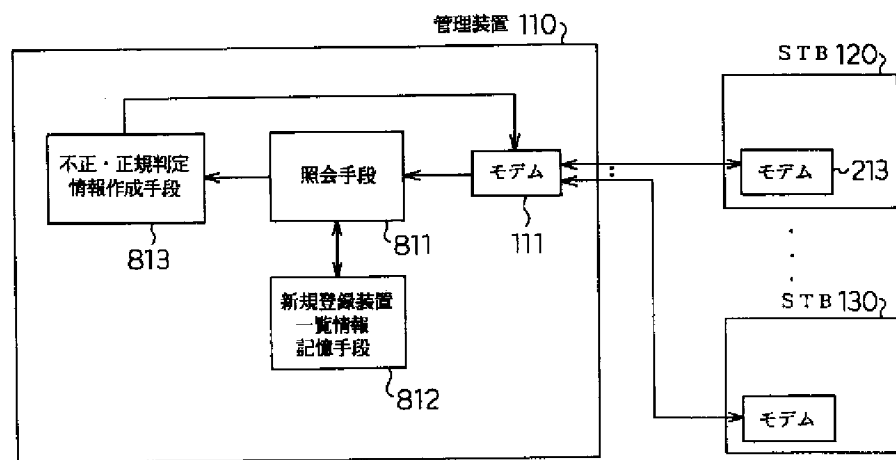 管理装置 110
STB 120
不正・正規判定
情報作成手段
813
照会手段
811
モデム
111
モデム
213
新規登録装置
一覧情報
記憶手段
812
STB 130
モデム